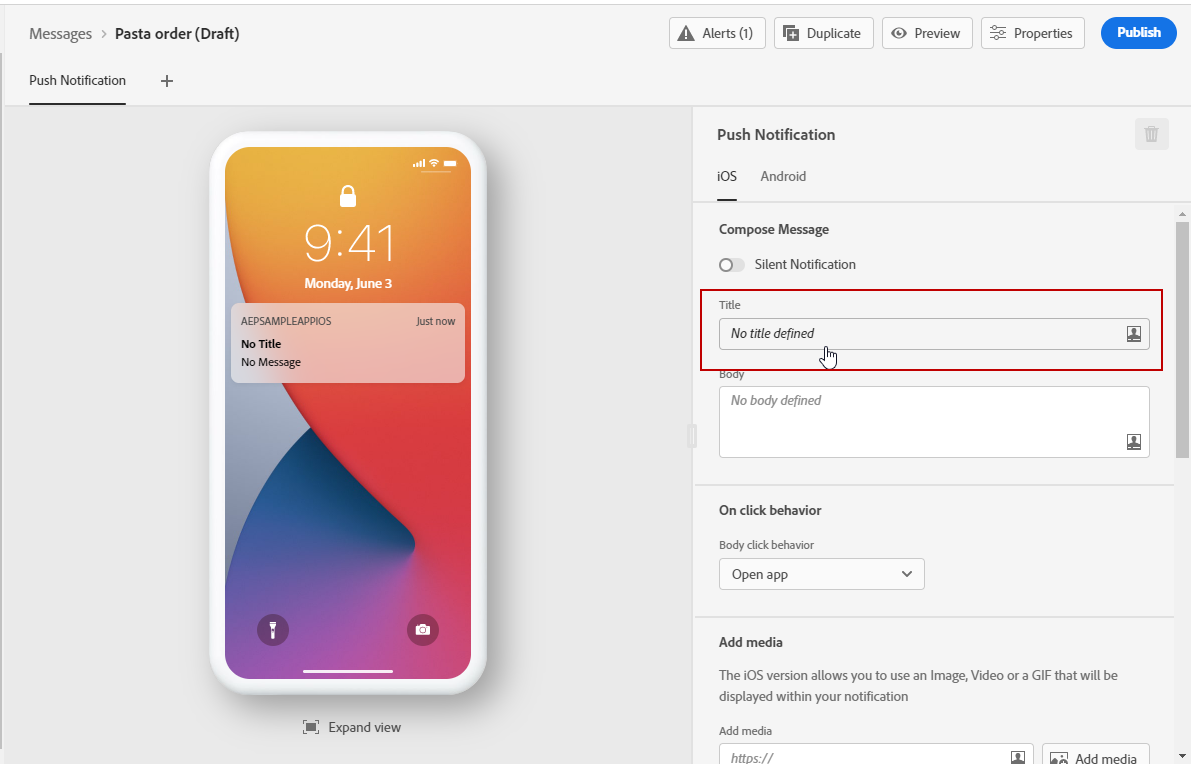 Messages > Pasta order (Draft)
Alerts (1)
Duplicate
Preview
Properties
Publish
Push Notification
9:41
Monday, June 3
AEPSAMPLEAPPIOS
Just now
No Title
No Message
Expand view
Push Notification
iOS
Android
Compose Message
Silent Notification
Title
No title defined
Body
No body defined
On click behavior
Body click behavior
Open app
Add media
The iOS version allows you to use an Image, Video or a GIF that will be
displayed within your notification
Add media
https://
Add media